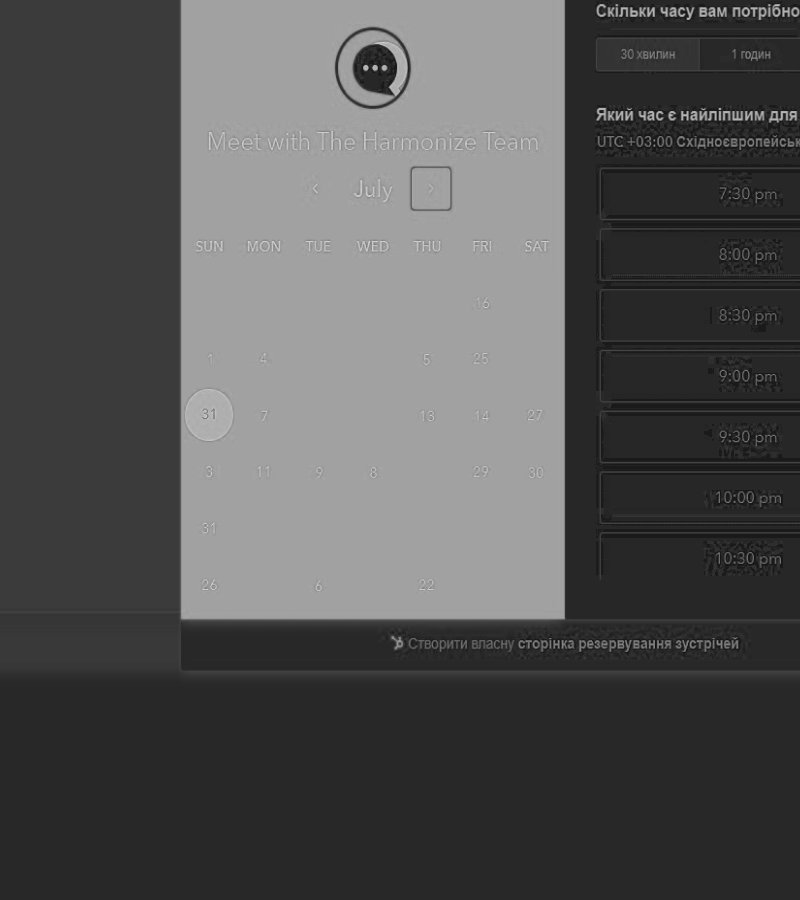 Скільки часу вам потрібно
30 хвилин 1 годин
Meet with The Harmonize Team
July
Який час є найліпшим для
UTC +03:00 Східноєвропейськ
SUN MON TUE WED THU FRI SAT
16
1 4 5 25
31 7 13 14 27
3 11 9 8 29 30
31
26 6 22
7:30 pm
8:00 pm
8:30 pm
9:00 pm
9:30 pm
10:00 pm
10:30 pm
Створити власну сторінка резервування зустрічей